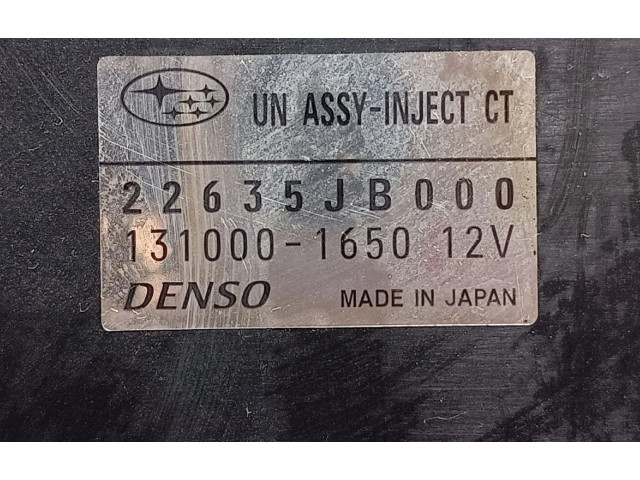 UN ASSY-INJECT CT
22635JB000
131000-1650 12V
DENSO MADE IN JAPAN